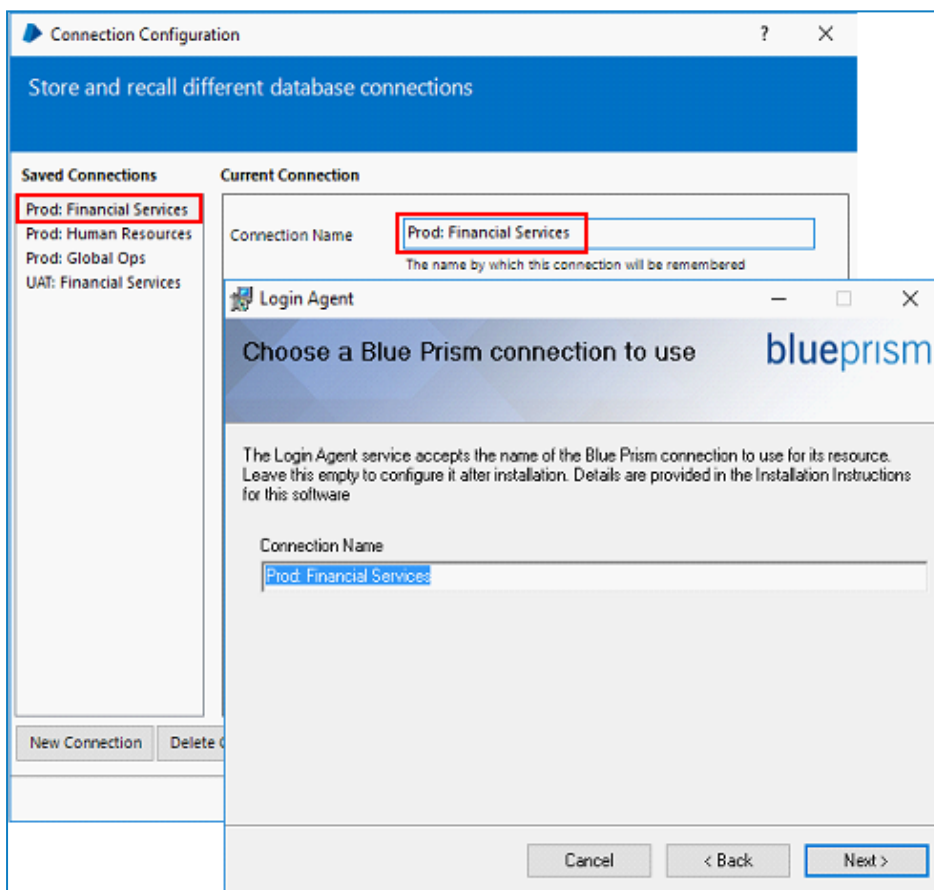 Connection Configuration
?
Store and recall different database connections
Saved Connections
Current Connection
Prod: Financial Services
Prod: Human Resources
Prod: Global Ops
UAT: Financial Services
Connection Name
Prod: Financial Services
The name by which this connection will be remembered
New Connection
Delete
Login Agent
Choose a Blue Prism connection to use
blueprism
The Login Agent service accepts the name of the Blue Prism connection to use for its resource.
Leave this empty to configure it after installation. Details are provided in the Installation Instructions
for this software
Connection Name
Prod: Financial Services
Cancel
< Back
Next >